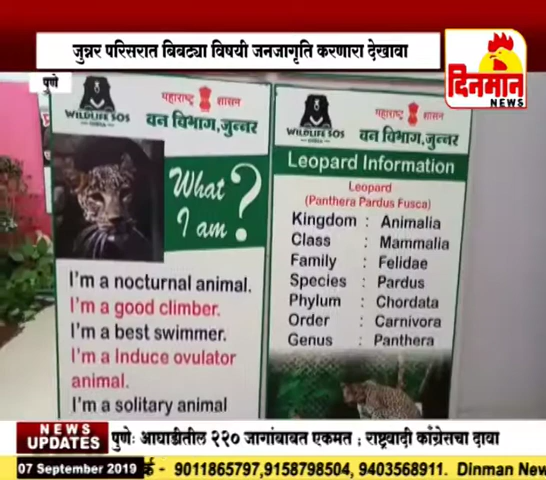 जुन्नर परिसरात बिबट्या विषयी जनजागृति करणारा देखावा
पुणे
दिनमान
NEWS
WILDLIFE SOS
INDIA
महाराष्ट्र शासन
वन विभाग, जुन्नर
What
I am?
I'm a nocturnal animal.
I'm a good climber.
I'm a best swimmer.
I'm a Induce ovulator
animal.
I'm a solitary animal
WILDLIFE SOS
INDIA
महाराष्ट्र शासन
वन विभाग, जुन्नर
Leopard Information
Leopard
(Panthera Pardus Fusca)
Kingdom : Animalia
Class : Mammalia
Family : Felidae
Species : Pardus
Phylum : Chordata
Order : Carnivora
Genus : Panthera
NEWS
UPDATES
पुणेः आघाडीतील २२० जागांबाबत एकमत ; राष्ट्रवादी काँग्रेसचा दावा
07 September 2019
र्क - 9011865797,9158798504, 9403568911. Dinman New